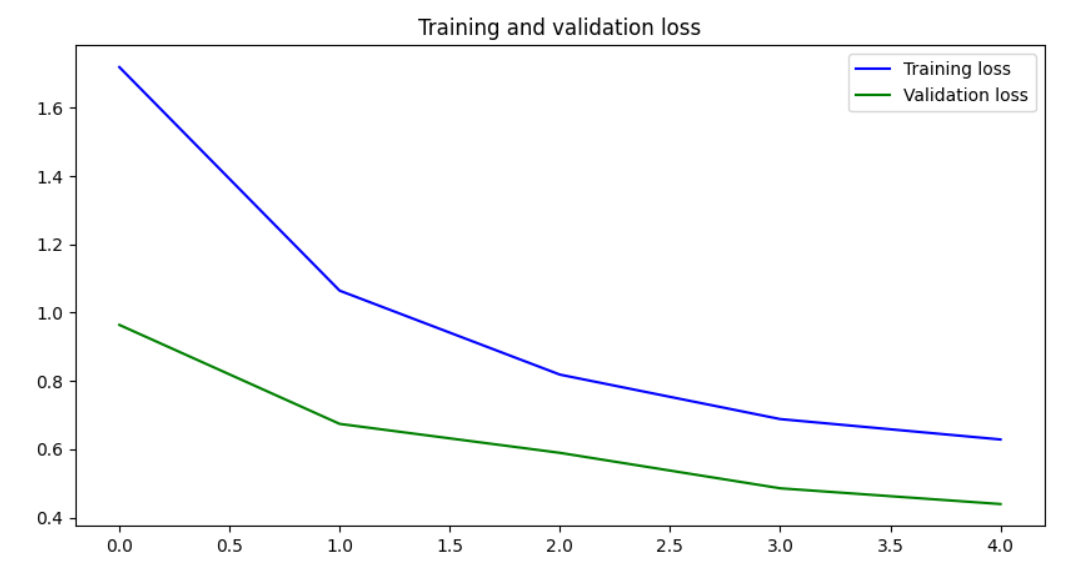 Training and validation loss
Training loss
Validation loss
1.6
1.4
1.2
1.0
0.8
0.6
0.4
0.0 0.5 1.0 1.5 2.0 2.5 3.0 3.5 4.0